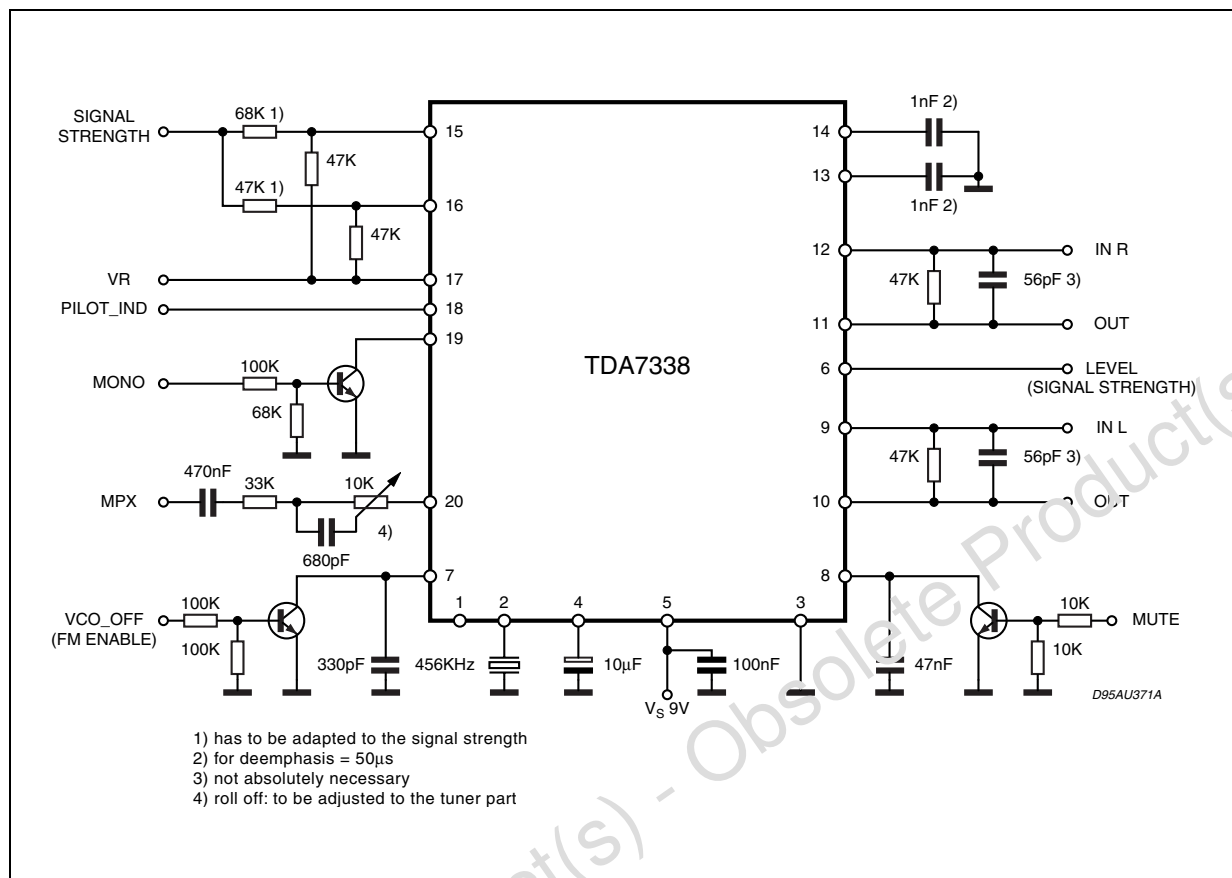 SIGNAL
STRENGTH
68K 1)
15
47K
47K 1)
16
47K
VR
17
PILOT_IND
18
19
MONO
100K
68K
MPX
470nF
33K
10K
20
4)
680pF
7
VCO_OFF
(FM ENABLE)
100K
100K
330pF
1
2
4
5
3
456KHz
10µF
100nF
VS 9V
TDA7338
1nF 2)
14
13
1nF 2)
12
IN R
47K
56pF 3)
11
OUT
6
LEVEL
(SIGNAL STRENGTH)
9
IN L
47K
56pF 3)
10
OUT
8
10K
MUTE
47nF
10K
D95AU371A
1) has to be adapted to the signal strength
2) for deemphasis = 50µs
3) not absolutely necessary
4) roll off: to be adjusted to the tuner part
ct(s) - Obsolete Product(s